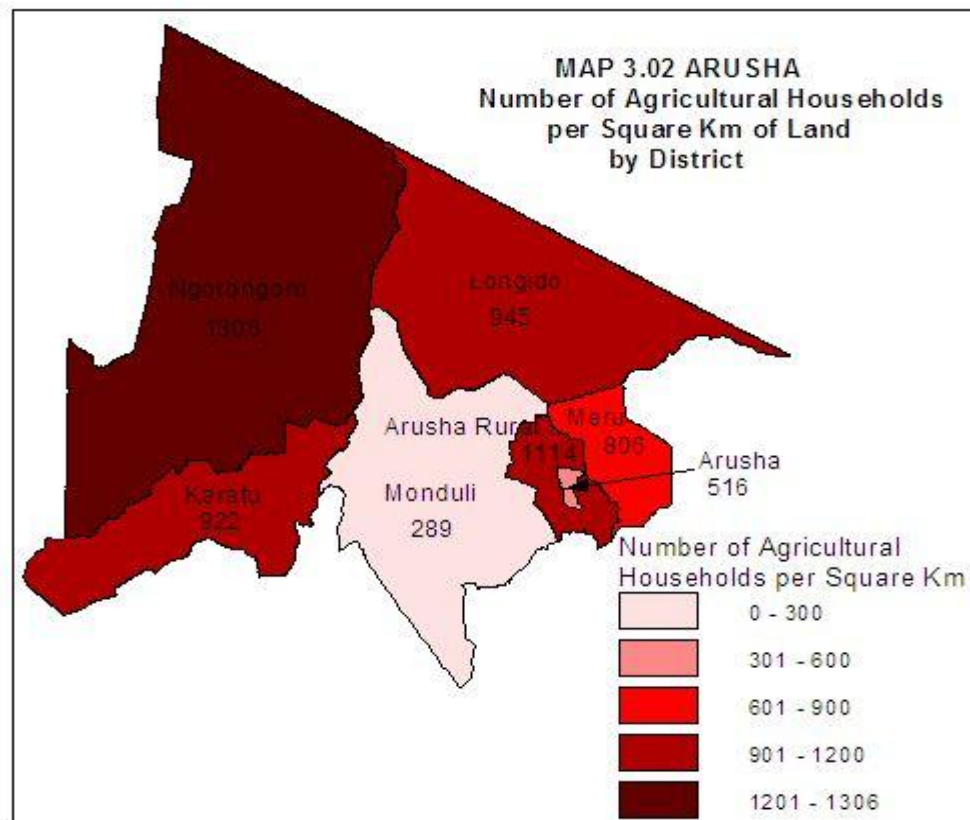 MAP 3.02 ARUSHA
Number of Agricultural Households
per Square Km of Land
by District
Ngorongoro
Longido
945
Meru
Arusha Rural
1114
Arusha
516
Karatu
922
Monduli
289
Number of Agricultural
Households per Square Km
0 - 300
301 - 600
601 - 900
901 - 1200
1201 - 1306